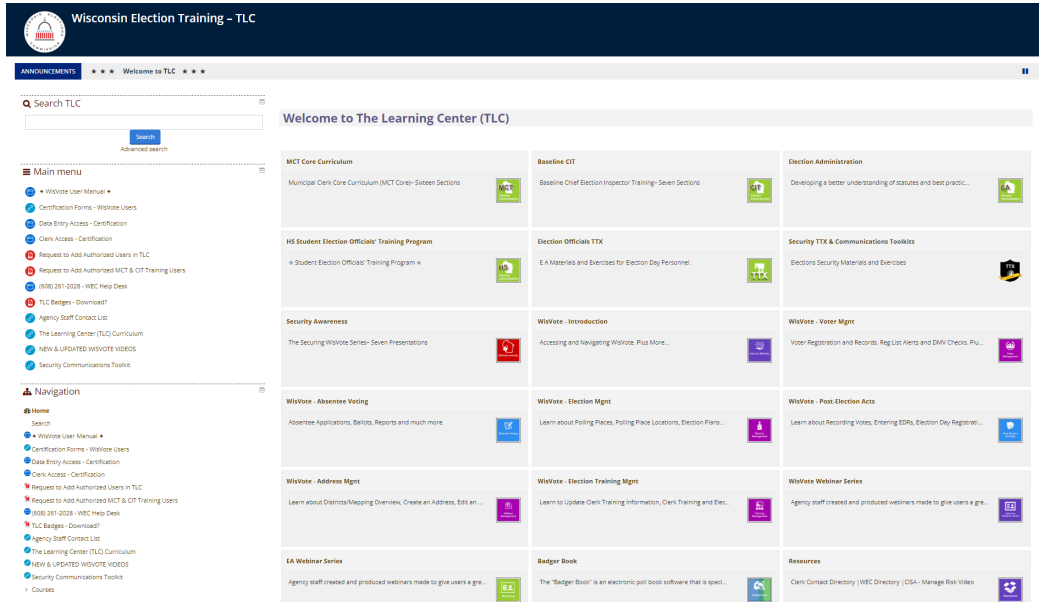 Wisconsin Election Training – TLC
ANNOUNCEMENTS
★ ★ ★ Welcome to TLC ★ ★ ★
Search TLC
Search
Advanced search
Main menu
✦ WisVote User Manual ✦
Certification Forms - WisVote Users
Data Entry Access - Certification
Clerk Access - Certification
Request to Add Authorized Users in TLC
Request to Add Authorized MCT & CIT Training Users
(608) 261-2028 - WEC Help Desk
TLC Badges - Download?
Agency Staff Contact List
The Learning Center (TLC) Curriculum
NEW & UPDATED WISVOTE VIDEOS
Security Communications Toolkit
Navigation
Home
Search
✦ WisVote User Manual ✦
Certification Forms - WisVote Users
Data Entry Access - Certification
Clerk Access - Certification
Request to Add Authorized Users in TLC
Request to Add Authorized MCT & CIT Training Users
(608) 261-2028 - WEC Help Desk
TLC Badges - Download?
Agency Staff Contact List
The Learning Center (TLC) Curriculum
NEW & UPDATED WISVOTE VIDEOS
Security Communications Toolkit
Courses
Welcome to The Learning Center (TLC)
MCT Core Curriculum
Municipal Clerk Core Curriculum (MCT Core)– Sixteen Sections
MCT
Baseline CIT
Baseline Chief Election Inspector Training– Seven Sections
CIT
Election Administration
Developing a better understanding of statutes and best practic...
EA
HS Student Election Officials' Training Program
✧ Student Election Officials' Training Program ✧
HS
Election Officials TTX
E A Materials and Exercises for Election Day Personnel.
TTX
Security TTX & Communications Toolkits
Elections Security Materials and Exercises
TTX
Security Awareness
The Securing WisVote Series– Seven Presentations
WisVote - Introduction
Accessing and Navigating WisVote. Plus More...
WisVote - Voter Mgnt
Voter Registration and Records. Reg List Alerts and DMV Checks. Plu...
WisVote - Absentee Voting
Absentee Applications, Ballots, Reports and much more.
WisVote - Election Mgnt
Learn about Polling Places, Polling Place Locations, Election Plans...
WisVote - Post-Election Acts
Learn about Recording Votes, Entering EDRs, Election Day Registrati...
WisVote - Address Mgnt
Learn about Districts/Mapping Overview, Create an Address, Edit an ...
WisVote - Election Training Mgnt
Learn to Update Clerk Training Information, Clerk Training and Elec...
WisVote Webinar Series
Agency staff created and produced webinars made to give users a gre...
EA Webinar Series
Agency staff created and produced webinars made to give users a gre...
EA
Badger Book
The "Badger Book" is an electronic poll book software that is speci...
Resources
Clerk Contact Directory |WEC Directory |CISA - Manage Risk Video